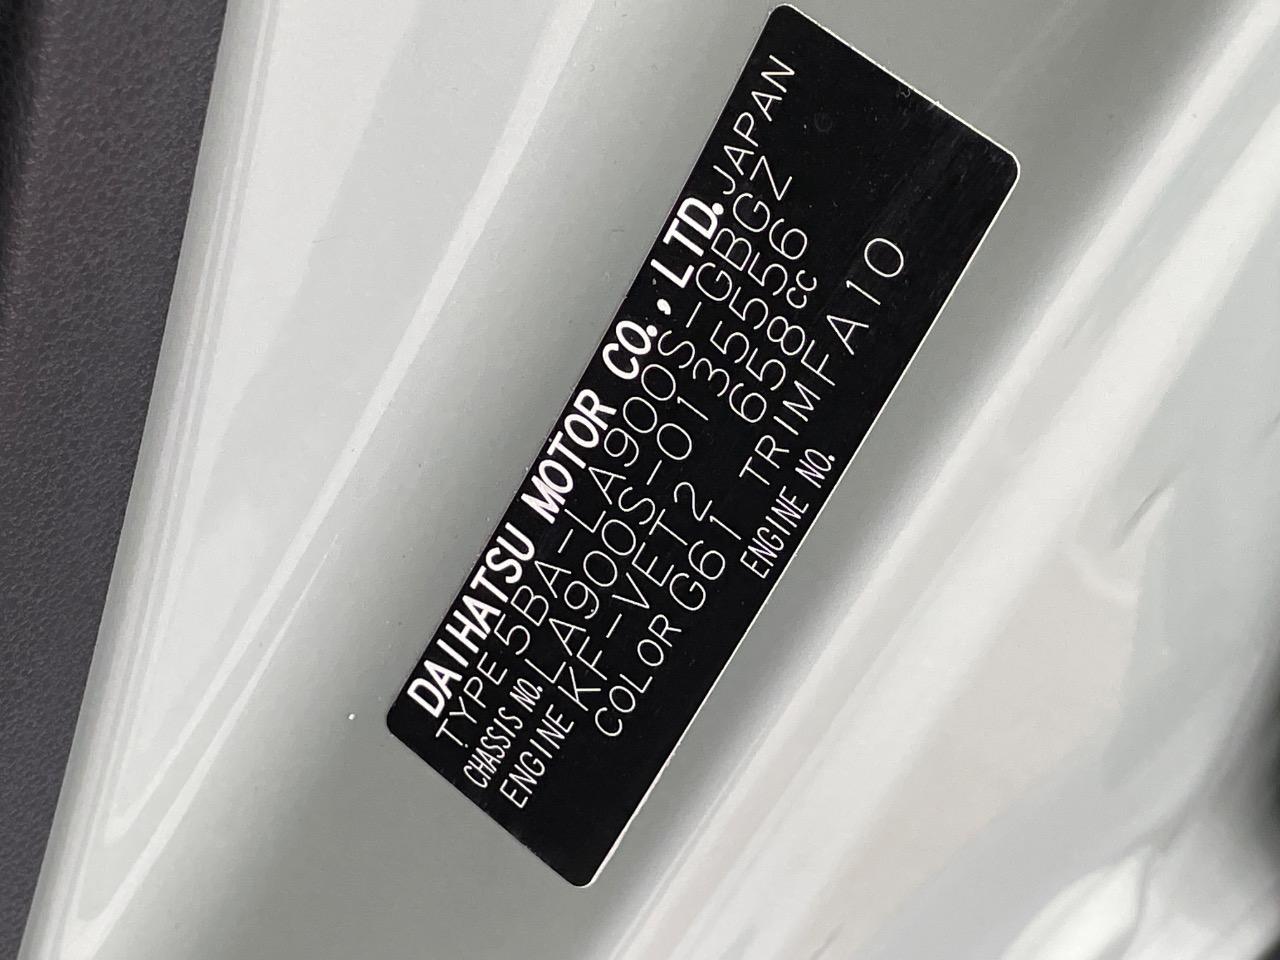 DAIHATSU MOTOR CO., LTD. JAPAN
TYPE 5BA-LA900S-GBGZ
CHASSIS NO. LA900S-0135556
ENGINE KF-VET2 658cc
COLOR G61 TRIM FA10
ENGINE NO.